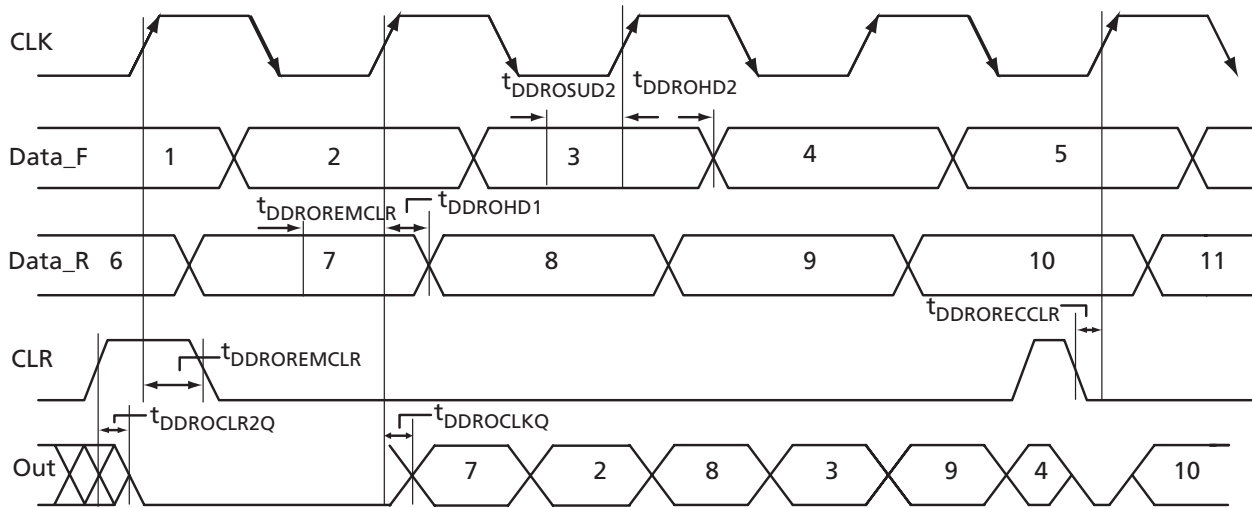 CLK
tDDROSUD2 tDDROHD2
Data_F 1 2 3 4 5
tDDROREMCLR tDDROHD1
Data_R 6 7 8 9 10 11
tDDRORECCLR
CLR
tDDROREMCLR
tDDROCLR2Q tDDROCLKQ
Out 7 2 8 3 9 4 10